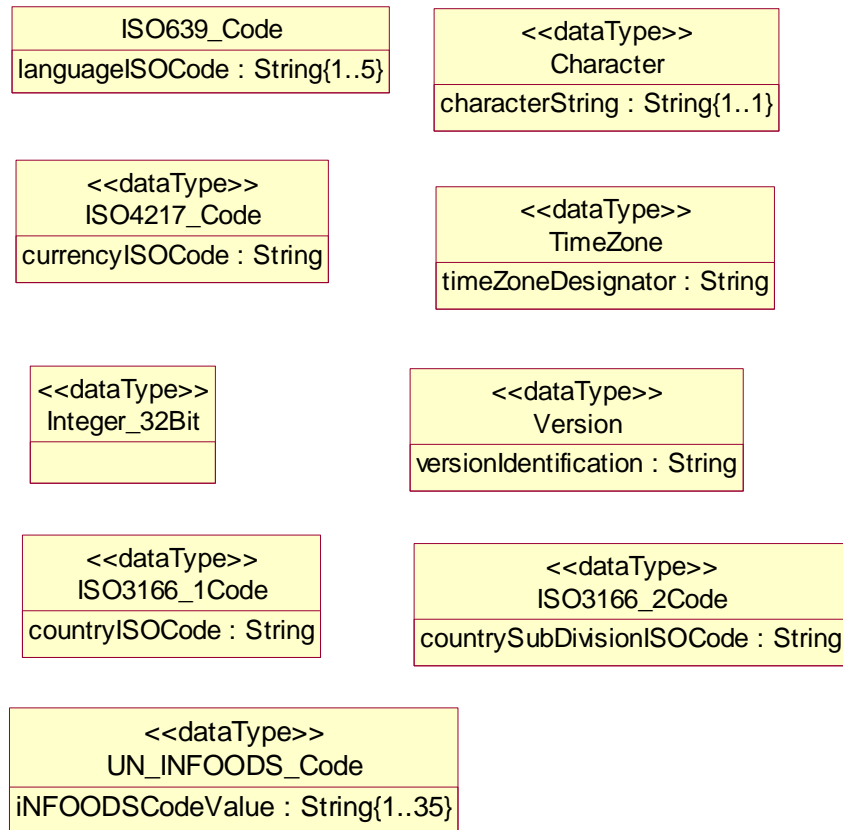 ISO639_Code
languageISOCode : String{1..5}
<<dataType>>
Character
characterString : String{1..1}
<<dataType>>
ISO4217_Code
currencyISOCode : String
<<dataType>>
TimeZone
timeZoneDesignator : String
<<dataType>>
Integer_32Bit
<<dataType>>
Version
versionIdentification : String
<<dataType>>
ISO3166_1Code
countryISOCode : String
<<dataType>>
ISO3166_2Code
countrySubDivisionISOCode : String
<<dataType>>
UN_INFOODS_Code
iNFOODSCodeValue : String{1..35}